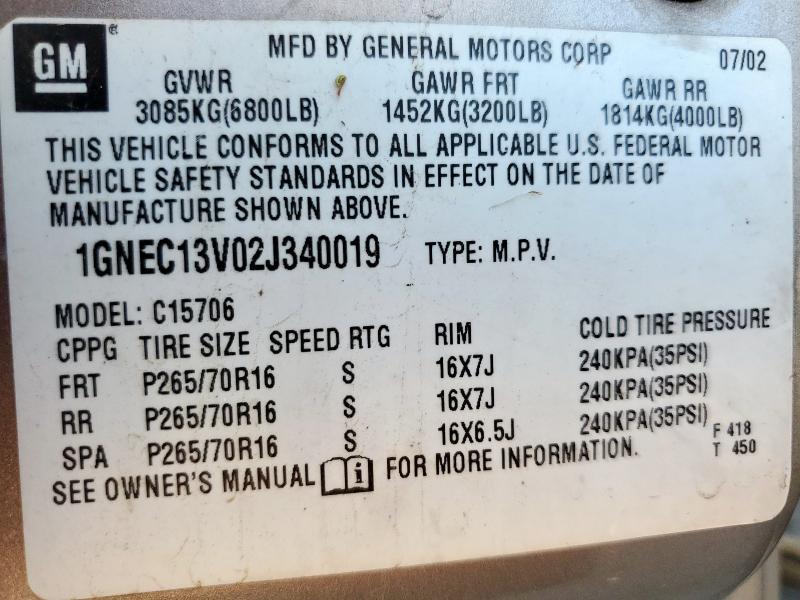 GM ®
MFD BY GENERAL MOTORS CORP 07/02
GVWR GAWR FRT GAWR RR
3085KG(6800LB) 1452KG(3200LB) 1814KG(4000LB)
THIS VEHICLE CONFORMS TO ALL APPLICABLE U.S. FEDERAL MOTOR
VEHICLE SAFETY STANDARDS IN EFFECT ON THE DATE OF
MANUFACTURE SHOWN ABOVE.
1GNEC13V02J340019 TYPE: M.P.V.
MODEL: C15706
CPPG TIRE SIZE SPEED RTG RIM COLD TIRE PRESSURE
FRT P265/70R16 S 16X7J 240KPA(35PSI)
RR P265/70R16 S 16X7J 240KPA(35PSI)
SPA P265/70R16 S 16X6.5J 240KPA(35PSI)
F 418
T 450
SEE OWNER'S MANUAL i FOR MORE INFORMATION.